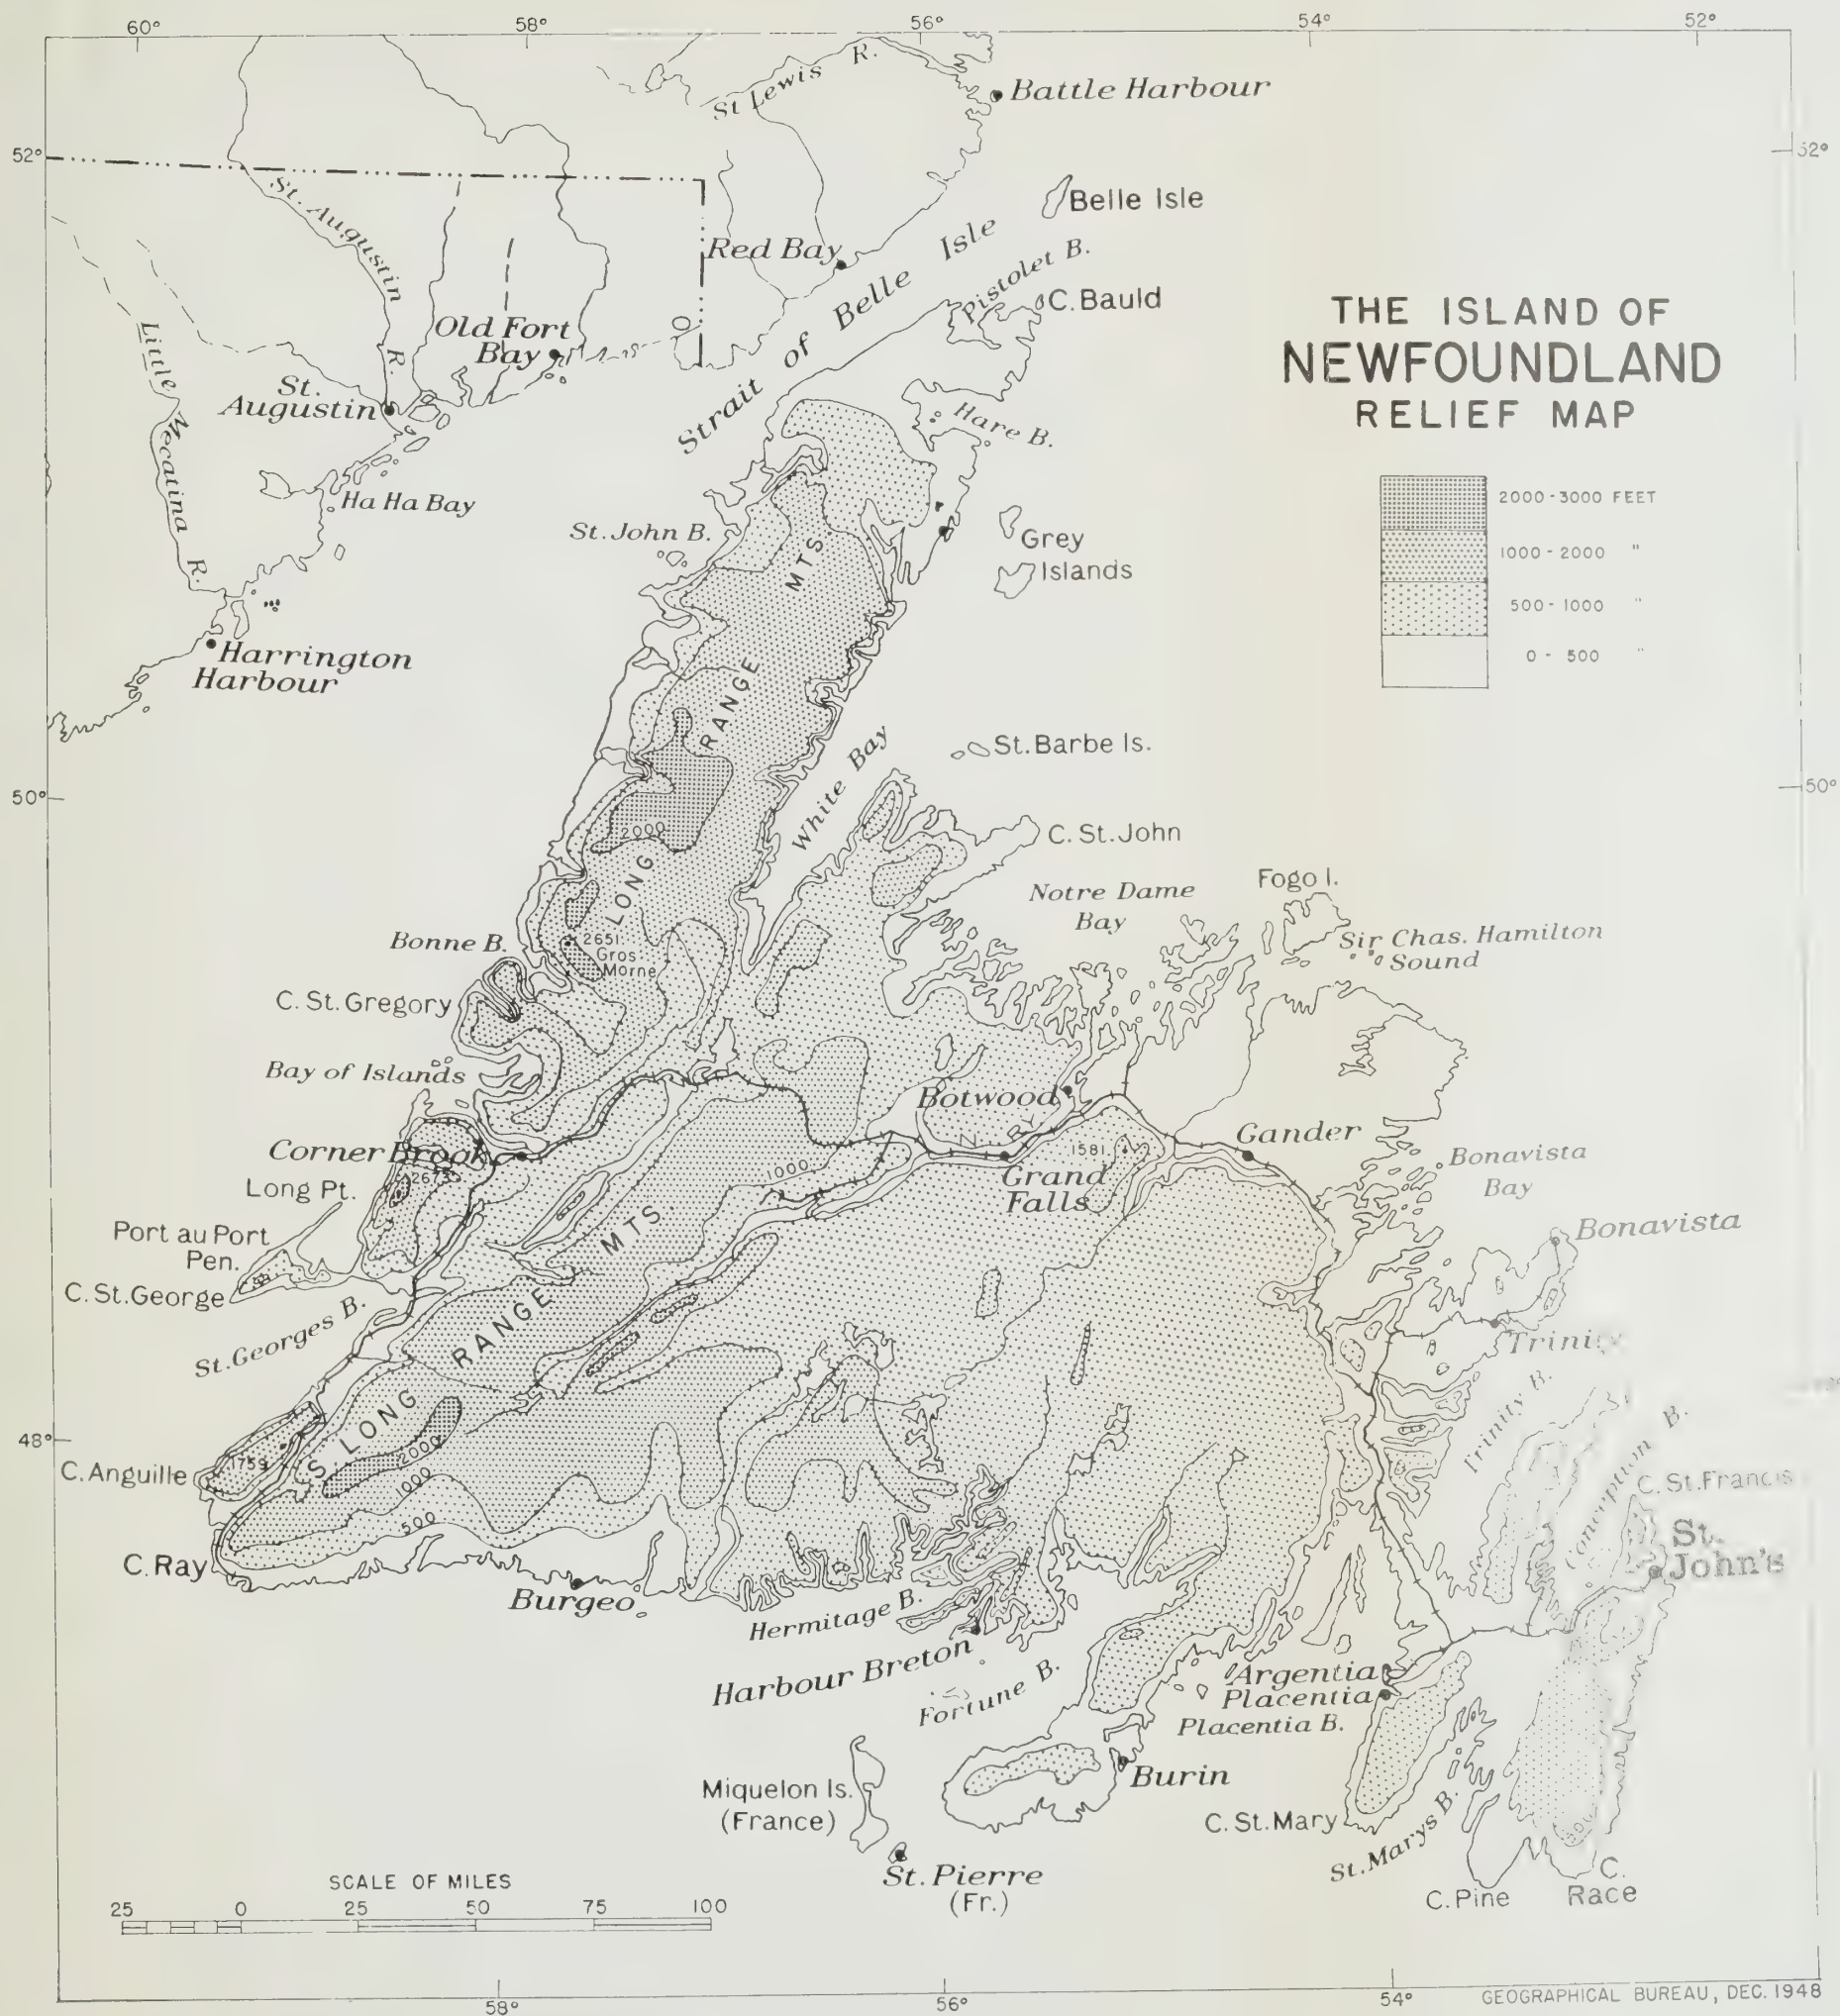 60°
58°
56°
54°
52°
St Lewis R.
Battle Harbour
52°
52°
St. Augustin R.
Belle Isle
Red Bay
Strait of Belle Isle
Pistolet B.
C. Bauld
THE ISLAND OF
NEWFOUNDLAND
RELIEF MAP
Old Fort
Bay
Little Mecatina R.
St.
Augustin
Hare B.
2000-3000 FEET
1000-2000 "
500-1000 "
0-500 "
Ha Ha Bay
St. John B.
Grey
Islands
Harrington
Harbour
LONG RANGE MTS.
St. Barbe Is.
White Bay
50°
50°
2000
C. St. John
Notre Dame
Bay
Fogo I.
Bonne B.
2651
Gros
Morne
Sir Chas. Hamilton
Sound
C. St. Gregory
Bay of Islands
Botwood
N RY
Corner Brook
2673
1000
1581
Grand
Falls
Gander
Bonavista
Bay
Long Pt.
Port au Port
Pen.
Bonavista
C. St. George
St. Georges B.
S. LONG RANGE MTS
Trinity
Trinity B.
48°
C. Anguille
1759
2000
1000
500
Conception B.
C. St. Francis
St.
John's
C. Ray
Burgeo
Hermitage B.
Harbour Breton
Fortune B.
Argentia
Placentia
Placentia B.
Burin
Miquelon Is.
(France)
C. St. Mary
St. Marys B.
St. Pierre
(Fr.)
C. Pine
C.
Race
SCALE OF MILES
25 0 25 50 75 100
58°
56°
54°
GEOGRAPHICAL BUREAU, DEC. 1948